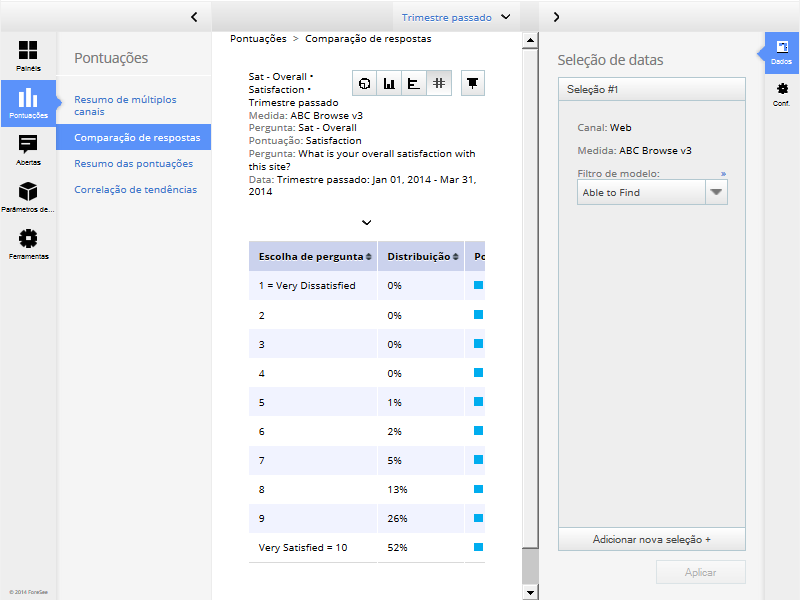 Trimestre passado
Painéis
Pontuações
Abertas
Parâmetros de...
Ferramentas
© 2014 ForeSee
Pontuações
Resumo de múltiplos
canais
Comparação de respostas
Resumo das pontuações
Correlação de tendências
Pontuações > Comparação de respostas
Sat - Overall •
Satisfaction •
Trimestre passado
Medida: ABC Browse v3
Pergunta: Sat - Overall
Pontuação: Satisfaction
Pergunta: What is your overall satisfaction with
this site?
Data: Trimestre passado: Jan 01, 2014 - Mar 31,
2014
Escolha de pergunta Distribuição Po
1 = Very Dissatisfied 0%
2 0%
3 0%
4 0%
5 1%
6 2%
7 5%
8 13%
9 26%
Very Satisfied = 10 52%
Seleção de datas
Seleção #1
Canal: Web
Medida: ABC Browse v3
Filtro de modelo: »
Able to Find
Adicionar nova seleção +
Aplicar
Dados
Conf.